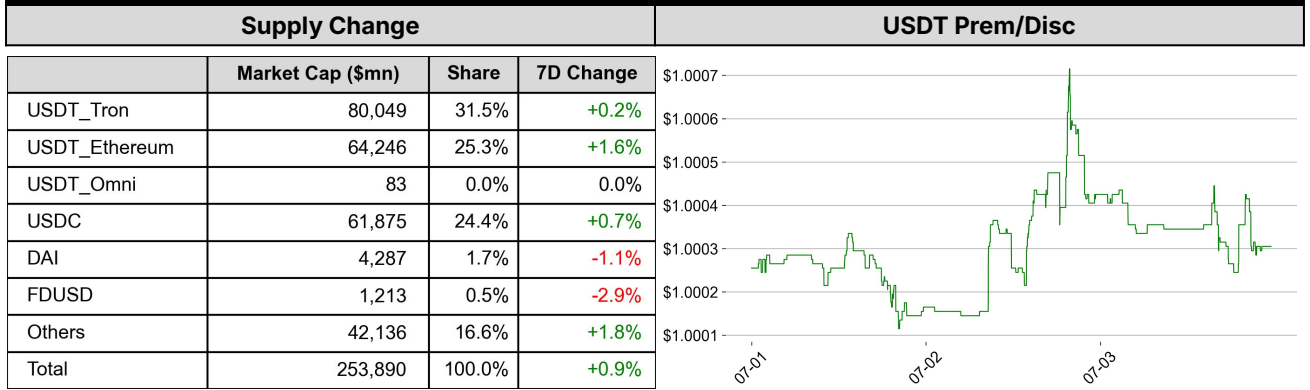 Supply Change
USDT Prem/Disc
Market Cap ($mn) Share 7D Change
USDT_Tron 80,049 31.5% +0.2%
USDT_Ethereum 64,246 25.3% +1.6%
USDT_Omni 83 0.0% 0.0%
USDC 61,875 24.4% +0.7%
DAI 4,287 1.7% -1.1%
FDUSD 1,213 0.5% -2.9%
Others 42,136 16.6% +1.8%
Total 253,890 100.0% +0.9%
$1.0007
$1.0006
$1.0005
$1.0004
$1.0003
$1.0002
$1.0001
07-01
07-02
07-03